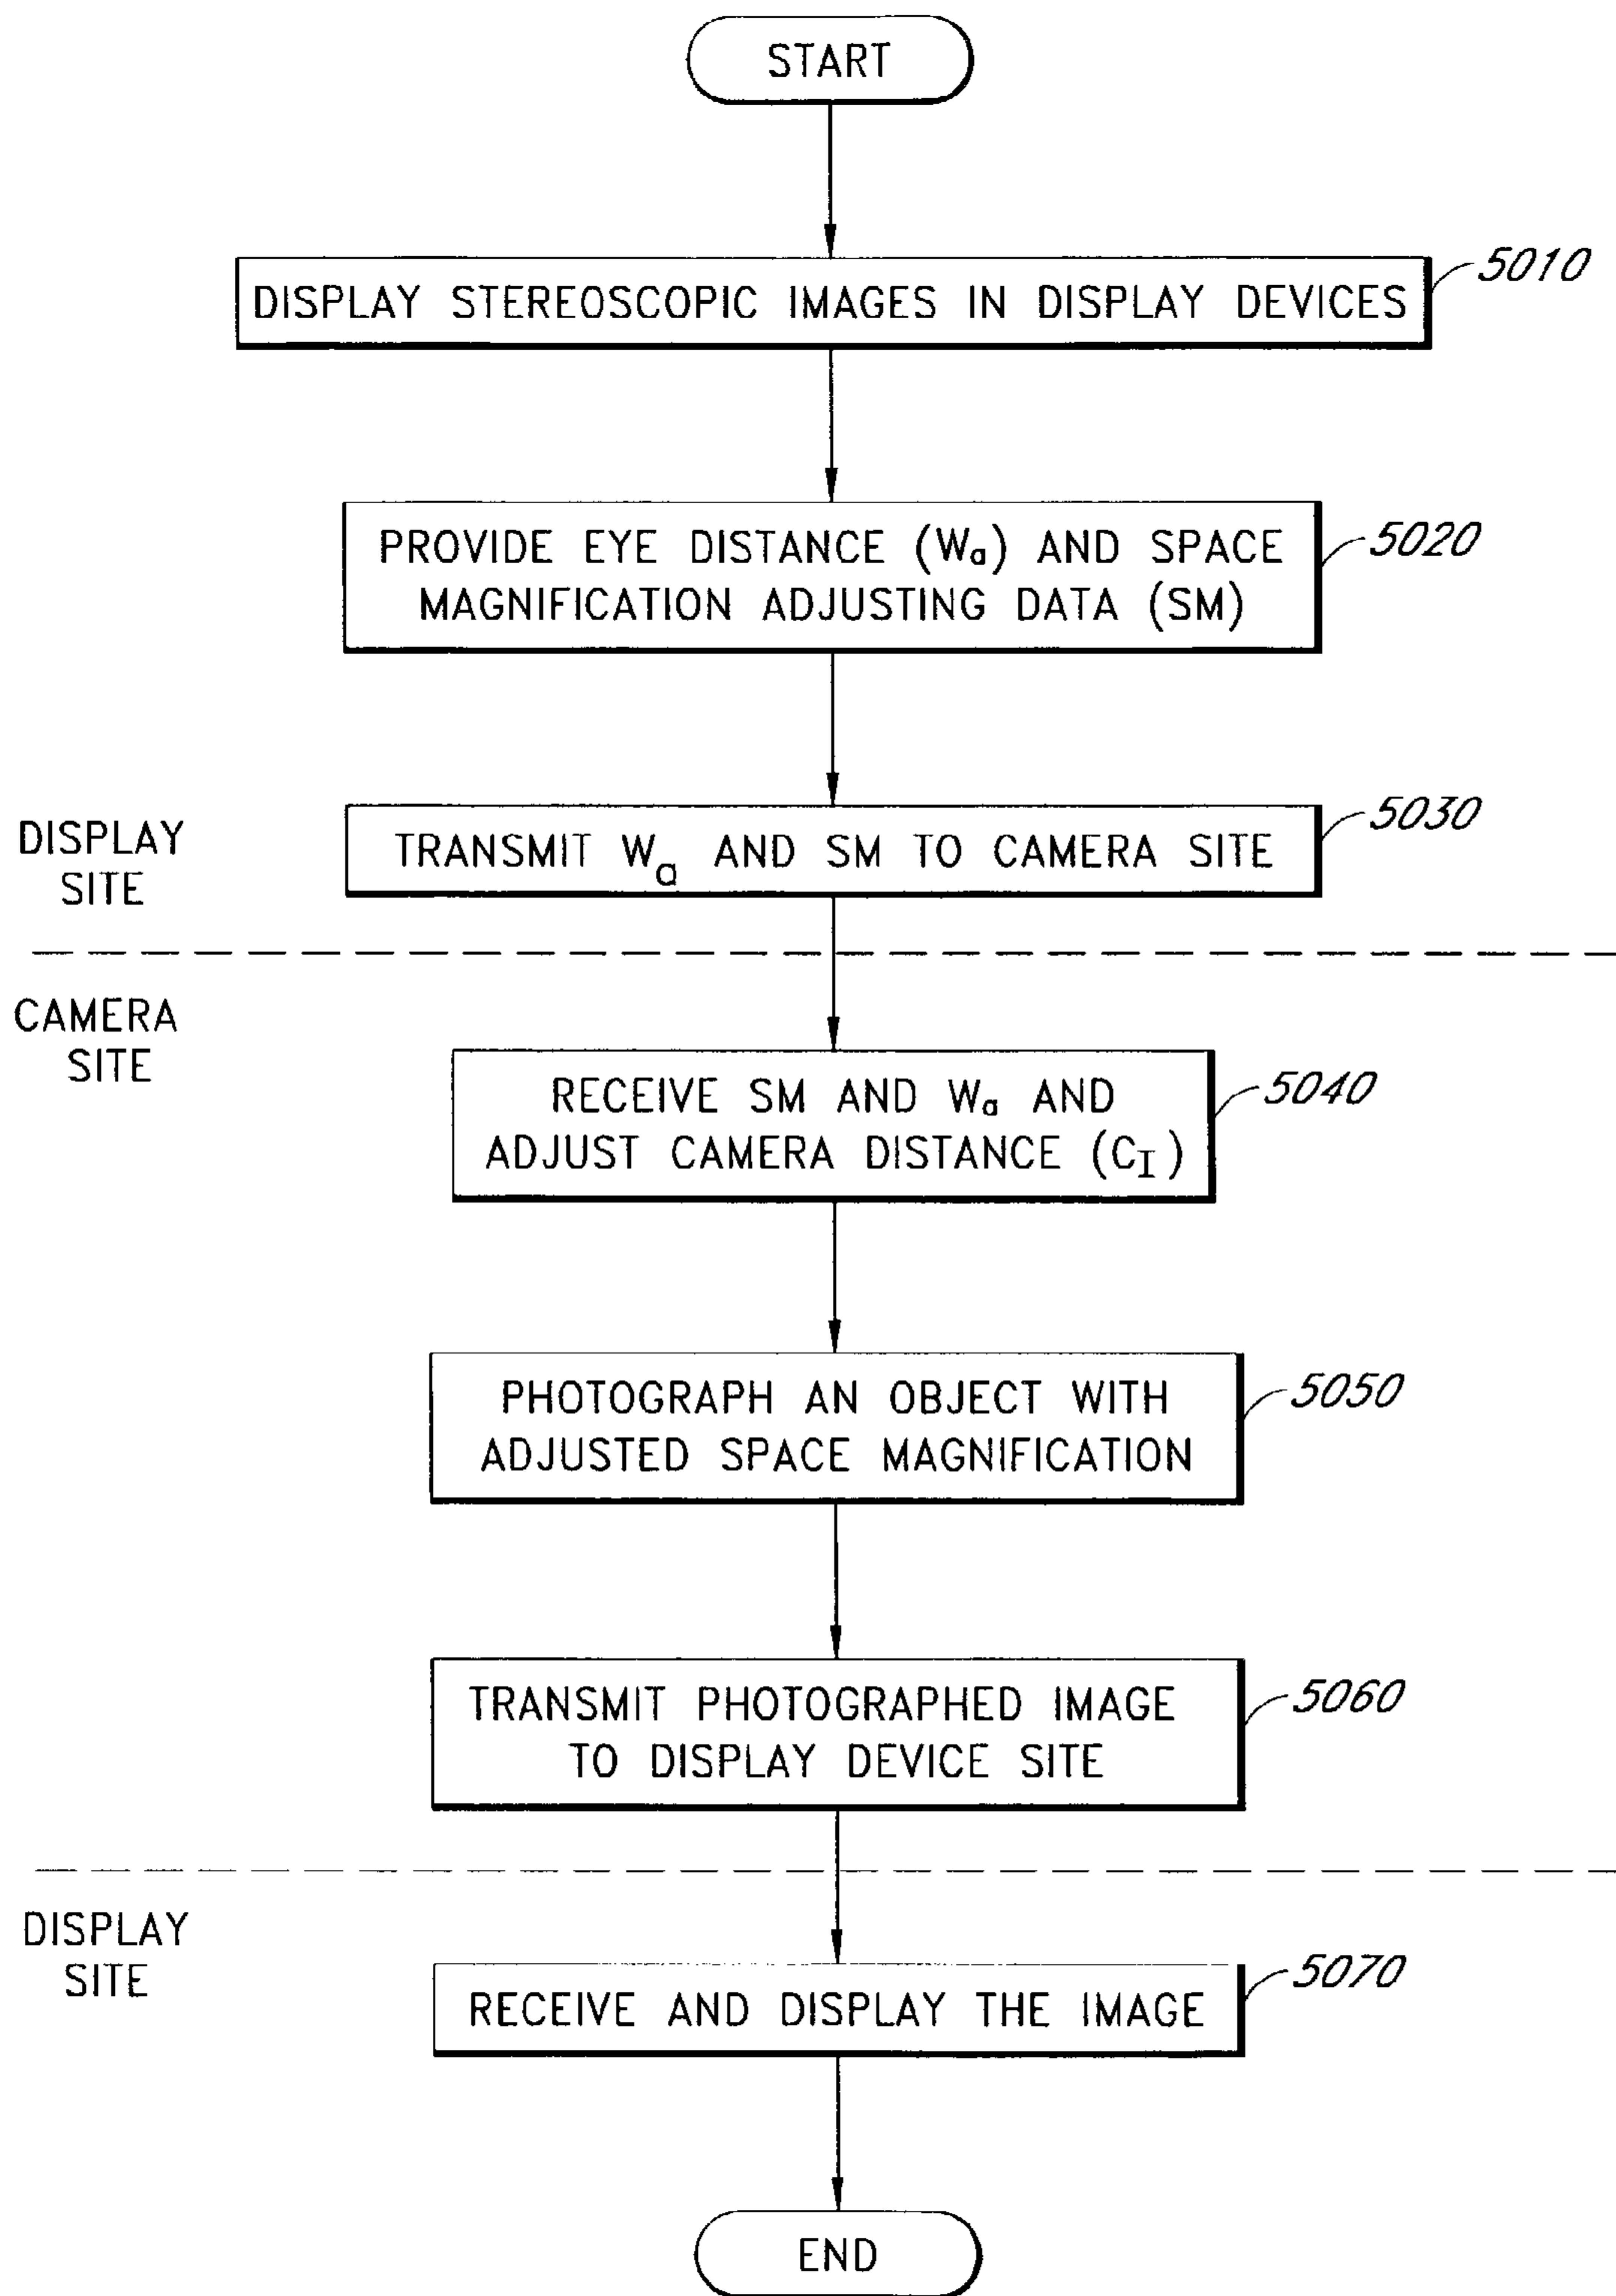 START
DISPLAY STEREOSCOPIC IMAGES IN DISPLAY DEVICES
5010
PROVIDE EYE DISTANCE (Wa) AND SPACE
MAGNIFICATION ADJUSTING DATA (SM)
5020
DISPLAY
SITE
TRANSMIT Wa AND SM TO CAMERA SITE
5030
CAMERA
SITE
RECEIVE SM AND Wa AND
ADJUST CAMERA DISTANCE (CI)
5040
PHOTOGRAPH AN OBJECT WITH
ADJUSTED SPACE MAGNIFICATION
5050
TRANSMIT PHOTOGRAPHED IMAGE
TO DISPLAY DEVICE SITE
5060
DISPLAY
SITE
RECEIVE AND DISPLAY THE IMAGE
5070
END